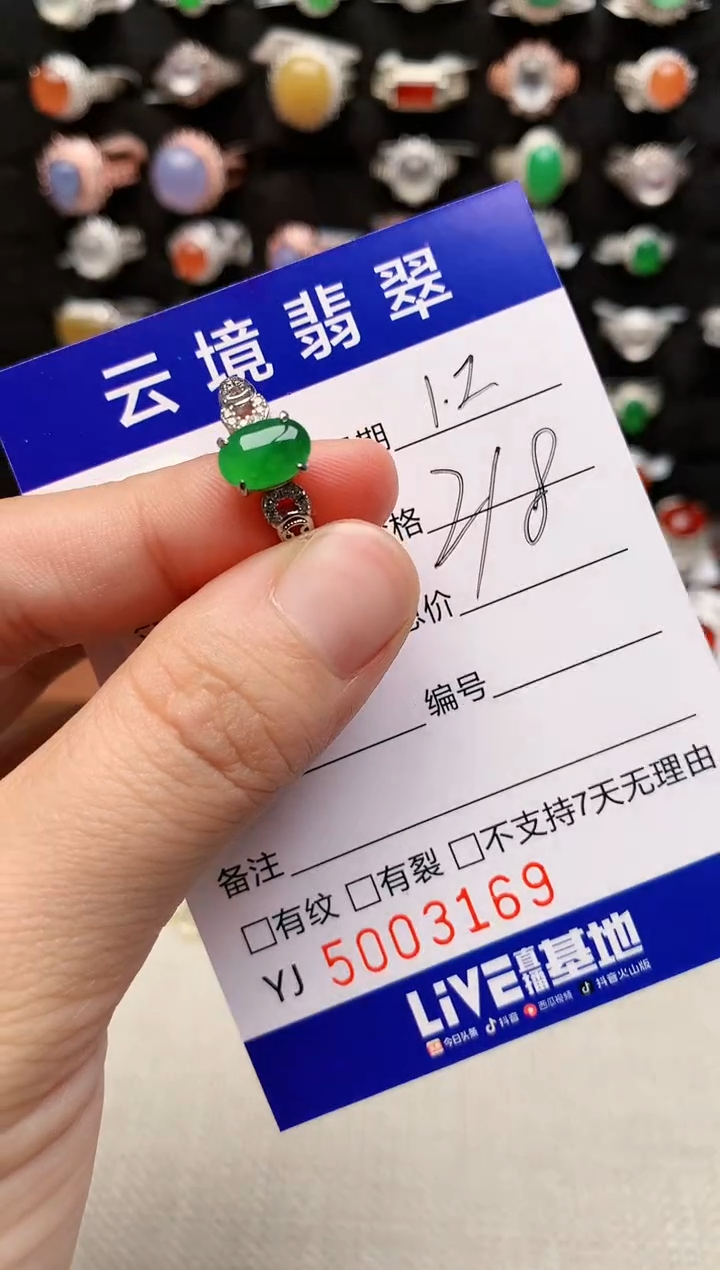 云境翡翠
期 1.2
格 218
价
编号
备注
□有纹 □有裂 □不支持7天无理由
YJ 5003169
LiVE直播基地
今日头条 抖音 西瓜视频 抖音火山版